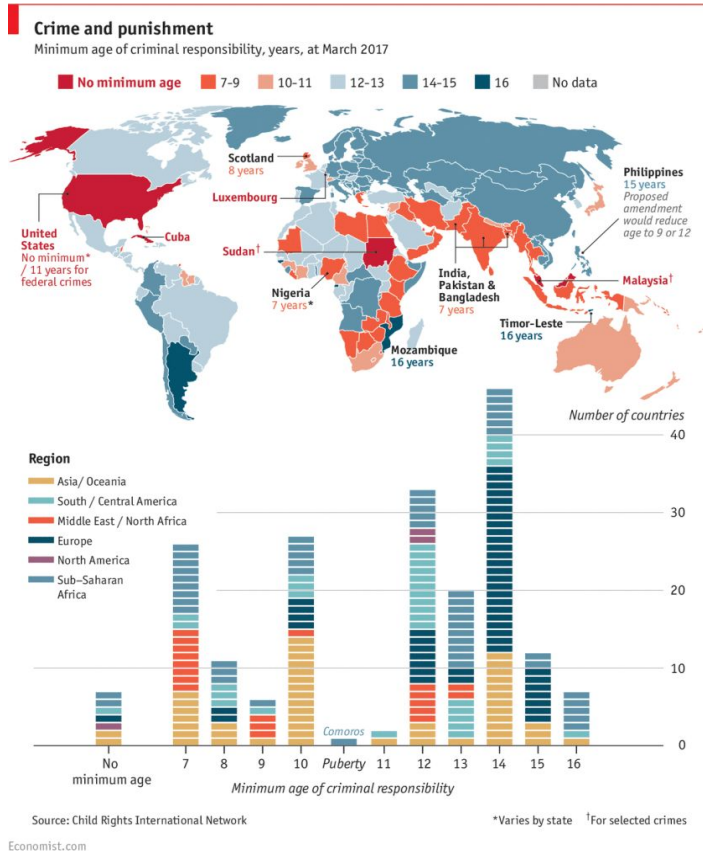 Crime and punishment
Minimum age of criminal responsibility, years, at March 2017
No minimum age 7-9 10-11 12-13 14-15 16 No data
Scotland
8 years
Luxembourg
Philippines
15 years
Proposed
amendment
would reduce
age to 9 or 12
United
States
No minimum*
/ 11 years for
federal crimes
Cuba
Sudan†
Nigeria
7 years*
India,
Pakistan &
Bangladesh
7 years
Malaysia†
Timor-Leste
16 years
Mozambique
16 years
Number of countries
Region
Asia/ Oceania
South / Central America
Middle East / North Africa
Europe
North America
Sub-Saharan
Africa
40
30
20
10
0
Comoros
No
minimum age
7 8 9 10 Puberty 11 12 13 14 15 16
Minimum age of criminal responsibility
Source: Child Rights International Network
*Varies by state †For selected crimes
Economist.com